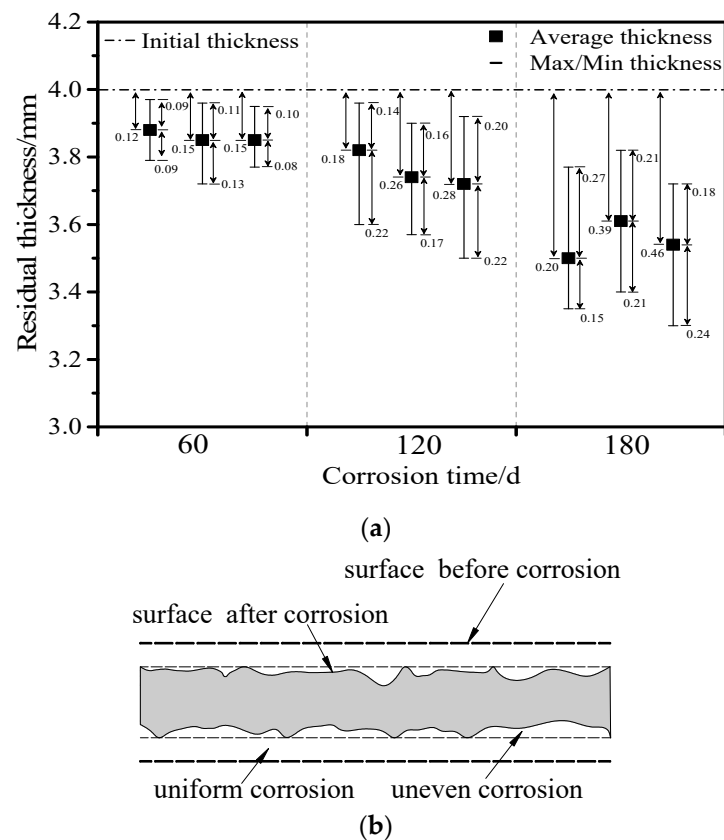 4.2
Initial thickness
Average thickness
Max/Min thickness
4.0
3.8
3.6
3.4
3.2
3.0
Residual thickness/mm
0.12 0.09 0.09
0.15 0.11 0.13
0.15 0.10 0.08
0.18 0.14 0.22
0.26 0.16 0.17
0.28 0.20 0.22
0.20 0.27 0.15
0.39 0.21 0.21
0.46 0.18 0.24
60 120 180
Corrosion time/d
(a)
surface before corrosion
surface after corrosion
uniform corrosion
uneven corrosion
(b)